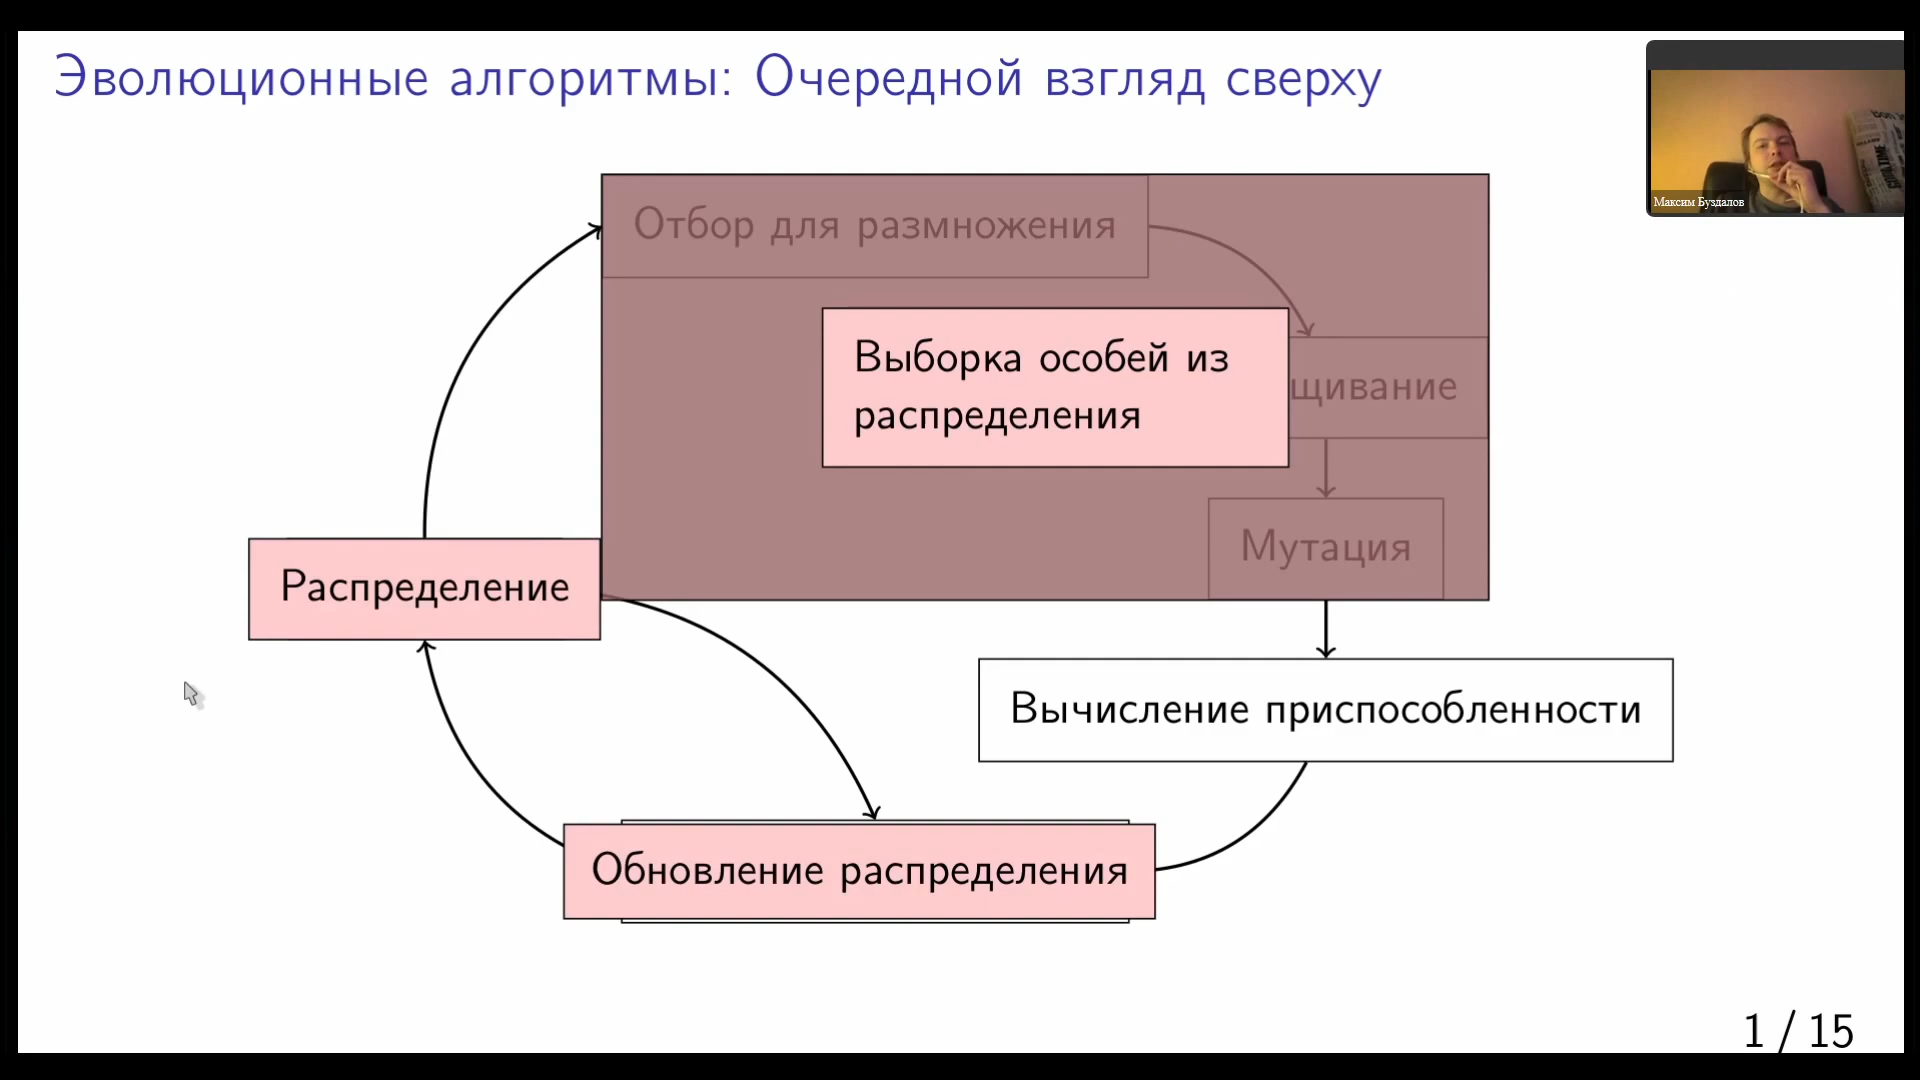 Эволюционные алгоритмы: Очередной взгляд сверху
Максим Буздалов
Отбор для размножения
Выборка особей из
распределения
щивание
Мутация
Распределение
Вычисление приспособленности
Обновление распределения
1 / 15